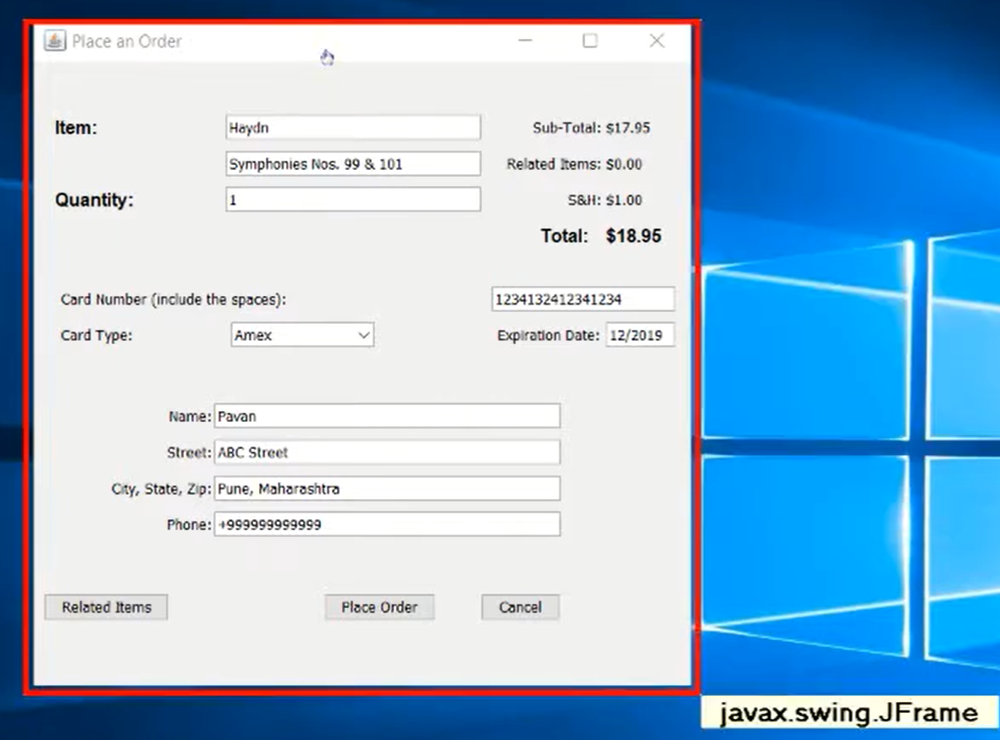 Place an Order
Item: Haydn Sub-Total: $17.95
Symphonies Nos. 99 & 101 Related Items: $0.00
Quantity: 1 S&H: $1.00
Total: $18.95
Card Number (include the spaces): 1234132412341234
Card Type: Amex Expiration Date: 12/2019
Name: Pavan
Street: ABC Street
City, State, Zip: Pune, Maharashtra
Phone: +999999999999
Related Items Place Order Cancel
javax.swing.JFrame